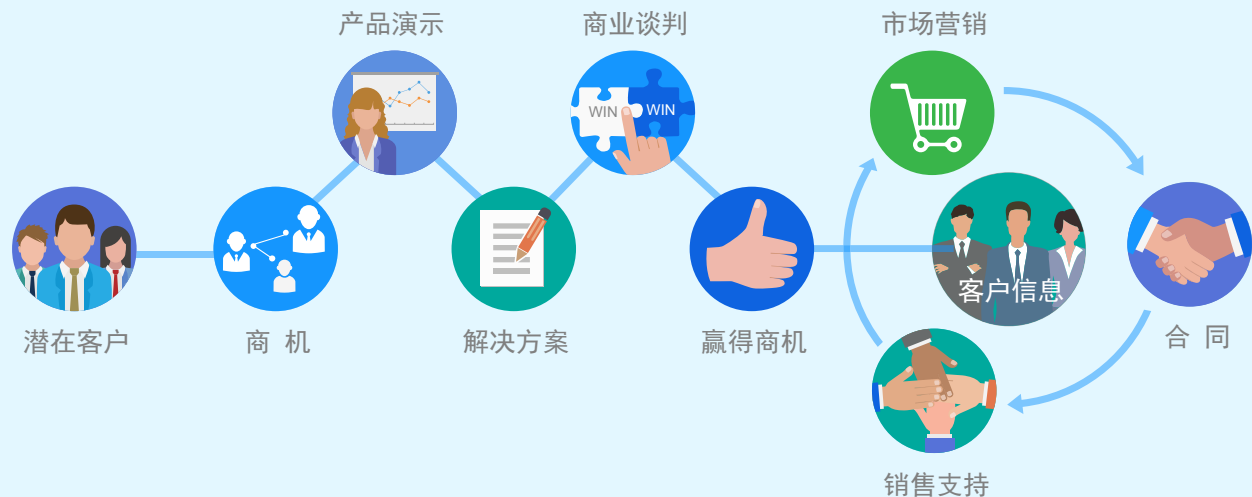 产品演示
商业谈判
市场营销
WIN
WIN
客户信息
潜在客户
商 机
解决方案
赢得商机
合 同
销售支持